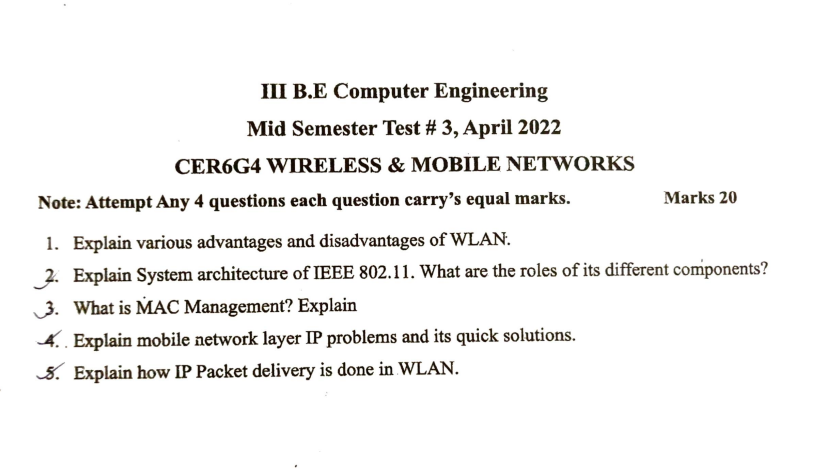 III B.E Computer Engineering
Mid Semester Test # 3, April 2022
CER6G4 WIRELESS & MOBILE NETWORKS
Note: Attempt Any 4 questions each question carry's equal marks. Marks 20
1. Explain various advantages and disadvantages of WLAN.
2. Explain System architecture of IEEE 802.11. What are the roles of its different components?
3. What is MAC Management? Explain
4. Explain mobile network layer IP problems and its quick solutions.
5. Explain how IP Packet delivery is done in WLAN.